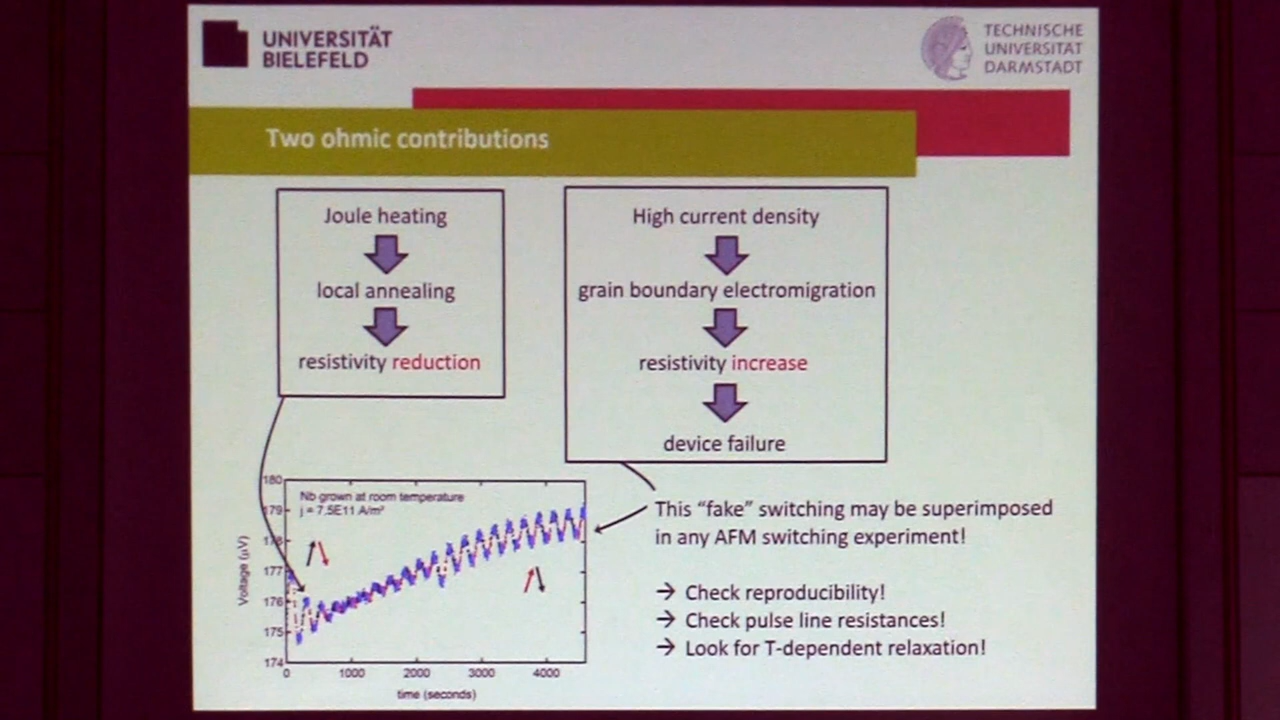 UNIVERSITÄT
BIELEFELD
TECHNISCHE
UNIVERSITÄT
DARMSTADT
Two ohmic contributions
Joule heating
local annealing
resistivity reduction
High current density
grain boundary electromigration
resistivity increase
device failure
This “fake” switching may be superimposed
in any AFM switching experiment!
→ Check reproducibility!
→ Check pulse line resistances!
→ Look for T-dependent relaxation!
Nb grown at room temperature
j = 7.5E11 A/m²
Voltage (µV)
180
179
178
177
176
175
174
0 1000 2000 3000 4000
time (seconds)